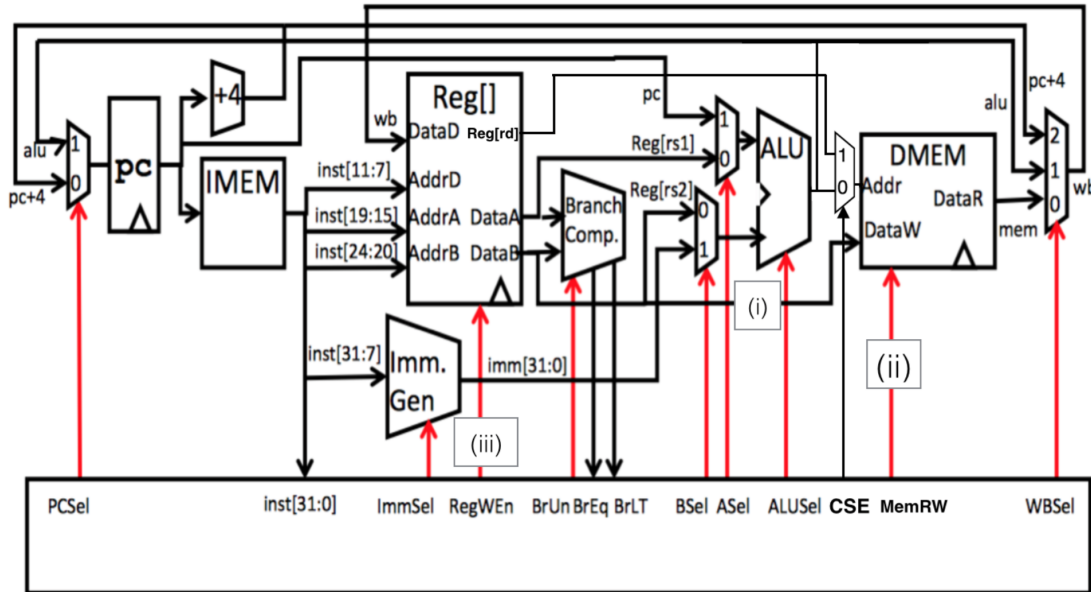 pc+4
wb
pc
alu
+4
Reg[]
wb
DataD
Reg[rd]
1
ALU
2
alu
1
pc
IMEM
Reg[rs1]
0
1
DMEM
1
wb
pc+4
0
inst[11:7]
AddrD
Reg[rs2]
0
Addr
0
inst[19:15]
AddrA
DataA
Branch
Comp.
0
DataR
mem
inst[24:20]
AddrB
DataB
1
DataW
(i)
inst[31:7]
Imm.
Gen
imm[31:0]
(ii)
(iii)
PCSel
inst[31:0]
ImmSel
RegWEn
BrUn
BrEq
BrLT
BSel
ASel
ALUSel
CSE
MemRW
WBSel